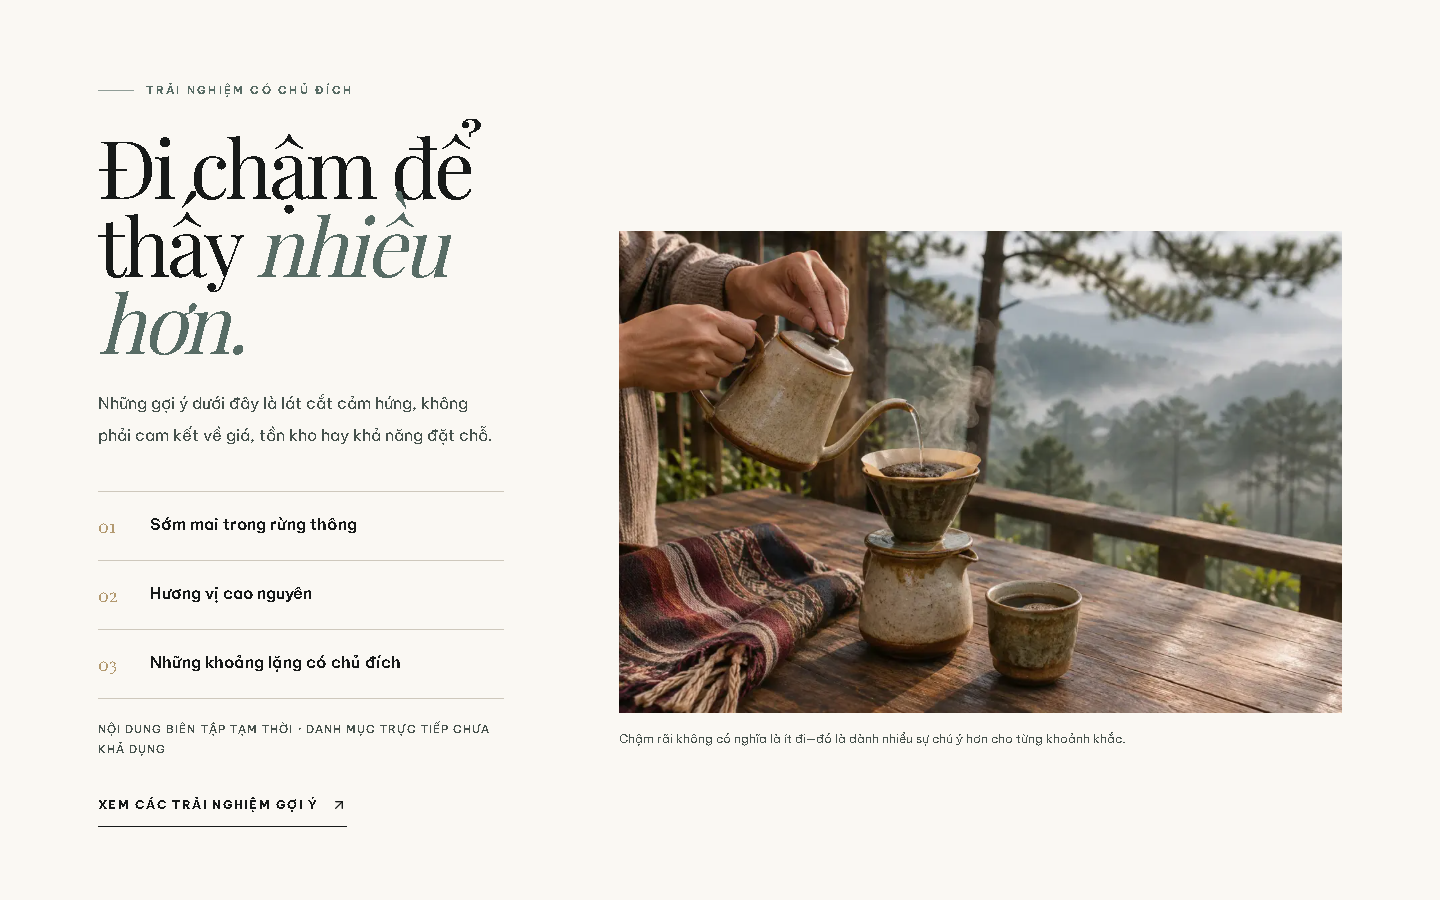 TRẢI NGHIỆM CÓ CHỦ ĐÍCH
Đi chậm để
thấy nhiều
hơn.
Những gợi ý dưới đây là lát cắt cảm hứng, không
phải cam kết về giá, tồn kho hay khả năng đặt chỗ.
01 Sớm mai trong rừng thông
02 Hương vị cao nguyên
03 Những khoảng lặng có chủ đích
NỘI DUNG BIÊN TẬP TẠM THỜI · DANH MỤC TRỰC TIẾP CHƯA
KHẢ DỤNG
XEM CÁC TRẢI NGHIỆM GỢI Ý
Chậm rãi không có nghĩa là ít đi—đó là dành nhiều sự chú ý hơn cho từng khoảnh khắc.